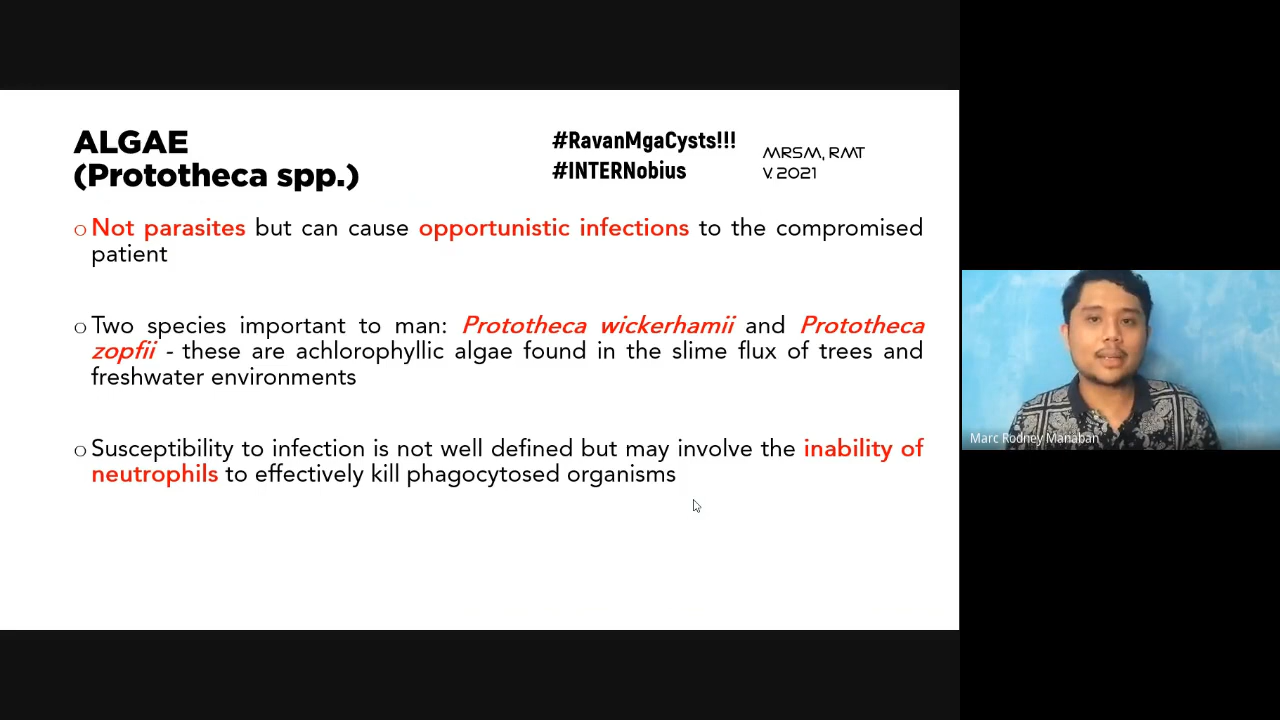 ALGAE
(Prototheca spp.)
#RavanMgaCysts!!!
#INTERNobius
MRSM, RMT
V. 2021
Not parasites but can cause opportunistic infections to the compromised
patient
Two species important to man: Prototheca wickerhamii and Prototheca
zopfii - these are achlorophyllic algae found in the slime flux of trees and
freshwater environments
Susceptibility to infection is not well defined but may involve the inability of
neutrophils to effectively kill phagocytosed organisms
Marc Rodney Manaban